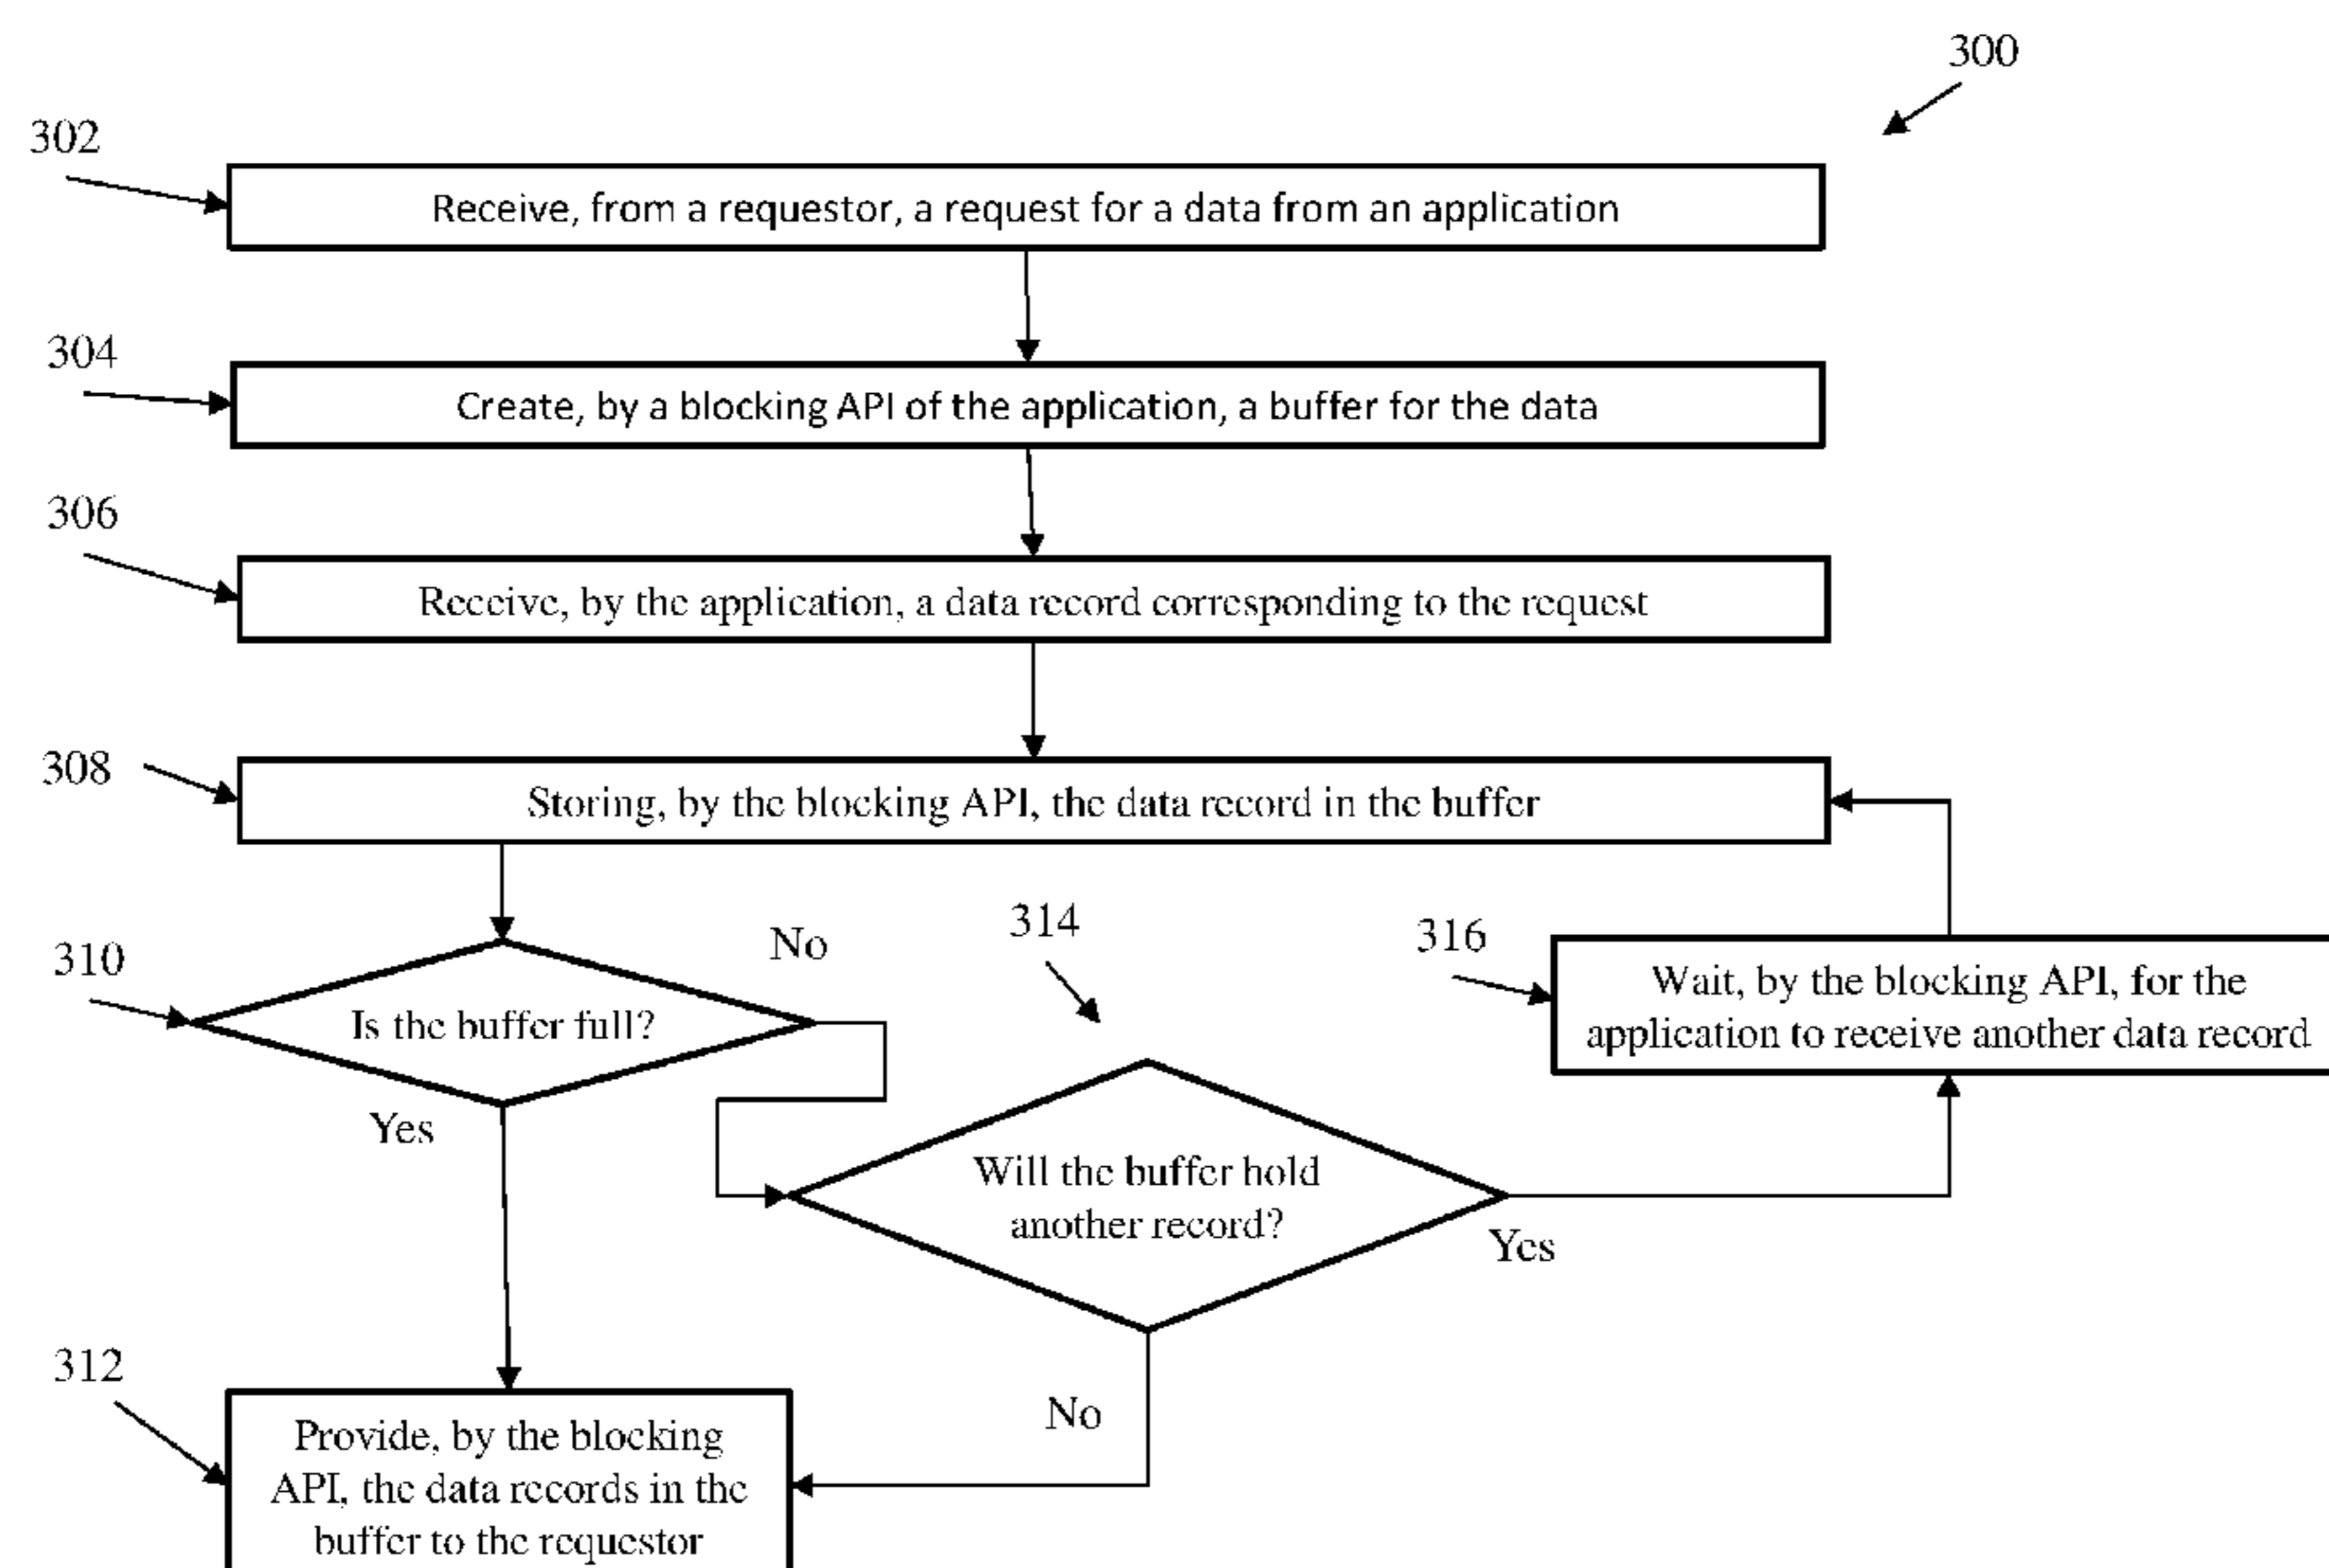 300
302
Receive, from a requestor, a request for a data from an application
304
Create, by a blocking API of the application, a buffer for the data
306
Receive, by the application, a data record corresponding to the request
308
Storing, by the blocking API, the data record in the buffer
310
Is the buffer full?
No
Yes
314
Will the buffer hold
another record?
Yes
No
316
Wait, by the blocking API, for the
application to receive another data record
312
Provide, by the blocking
API, the data records in the
buffer to the requestor